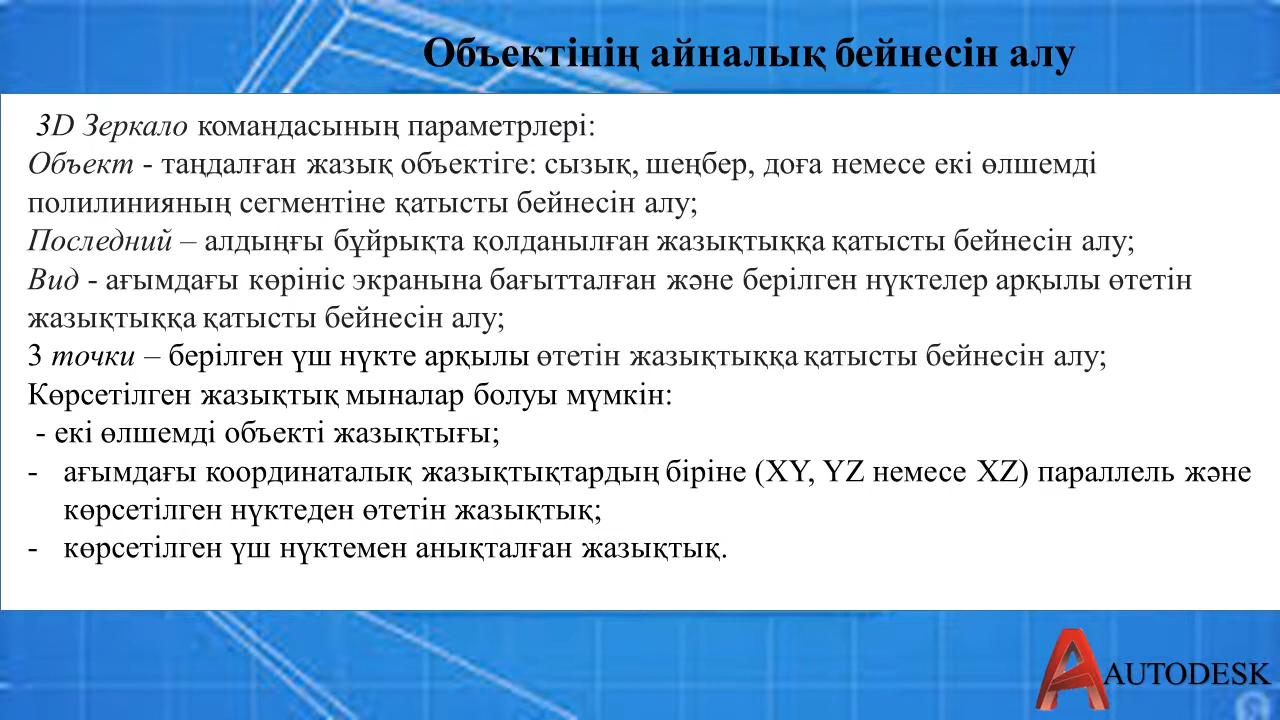 Объектінің айналық бейнесін алу
3D Зеркало командасының параметрлері:
Объект - таңдалған жазық объектіге: сызық, шеңбер, доға немесе екі өлшемді
полилинияның сегментіне қатысты бейнесін алу;
Последний – алдыңғы бұйрықта қолданылған жазықтыққа қатысты бейнесін алу;
Вид - ағымдағы көрініс экранына бағытталған және берілген нүктелер арқылы өтетін
жазықтыққа қатысты бейнесін алу;
3 точки – берілген үш нүкте арқылы өтетін жазықтыққа қатысты бейнесін алу;
Көрсетілген жазықтық мыналар болуы мүмкін:
- екі өлшемді объекті жазықтығы;
- ағымдағы координаталық жазықтықтардың біріне (XY, YZ немесе XZ) параллель және
көрсетілген нүктеден өтетін жазықтық;
- көрсетілген үш нүктемен анықталған жазықтық.
AUTODESK